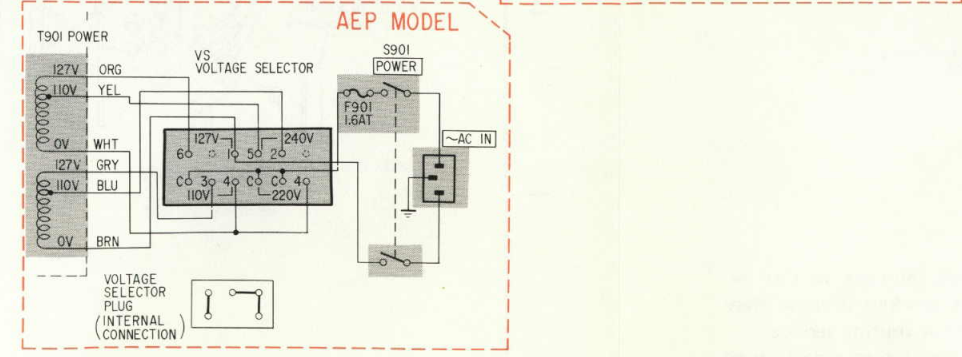 AEP MODEL
T901 POWER
S901
POWER
VS
VOLTAGE SELECTOR
127V ORG
110V YEL
F901
1.6AT
127V 240V
~AC IN
0V WHT
6 1 5 2
127V GRY
110V BLU
C 3 4 C C 4
110V 220V
0V BRN
VOLTAGE
SELECTOR
PLUG
(INTERNAL
CONNECTION)